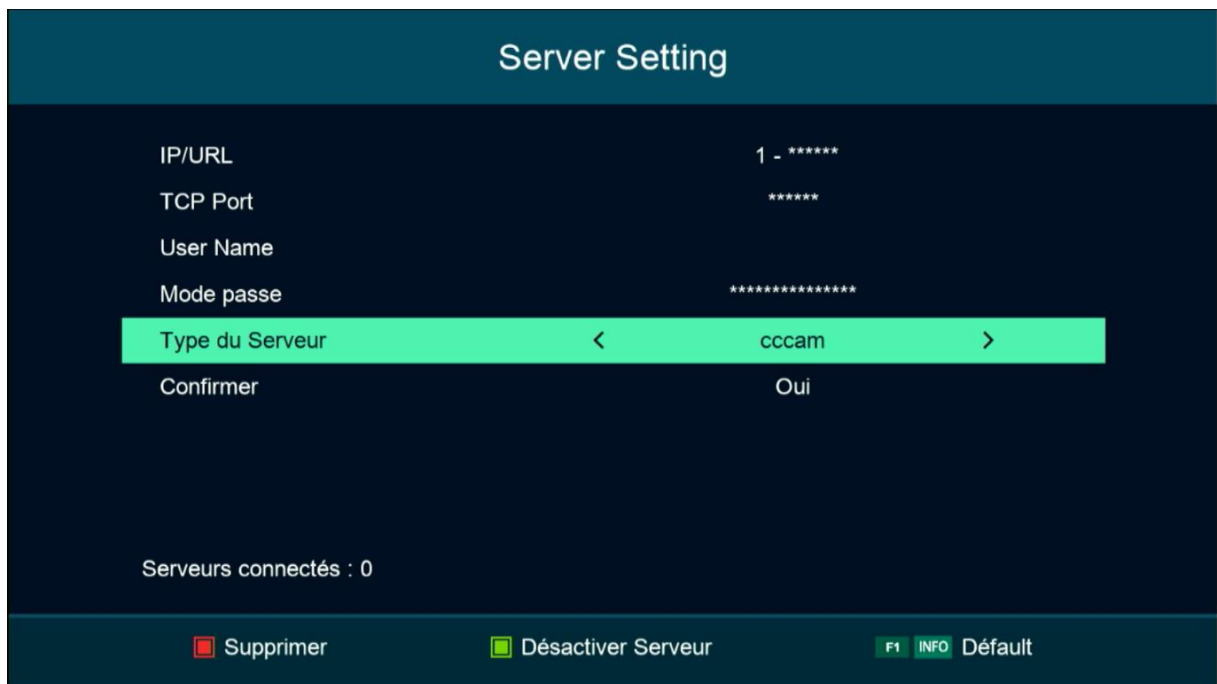 Server Setting
IP/URL 1 - ******
TCP Port ******
User Name
Mode passe ***************
Type du Serveur < cccam >
Confirmer Oui
Serveurs connectés : 0
Supprimer Désactiver Serveur F1 INFO Défault